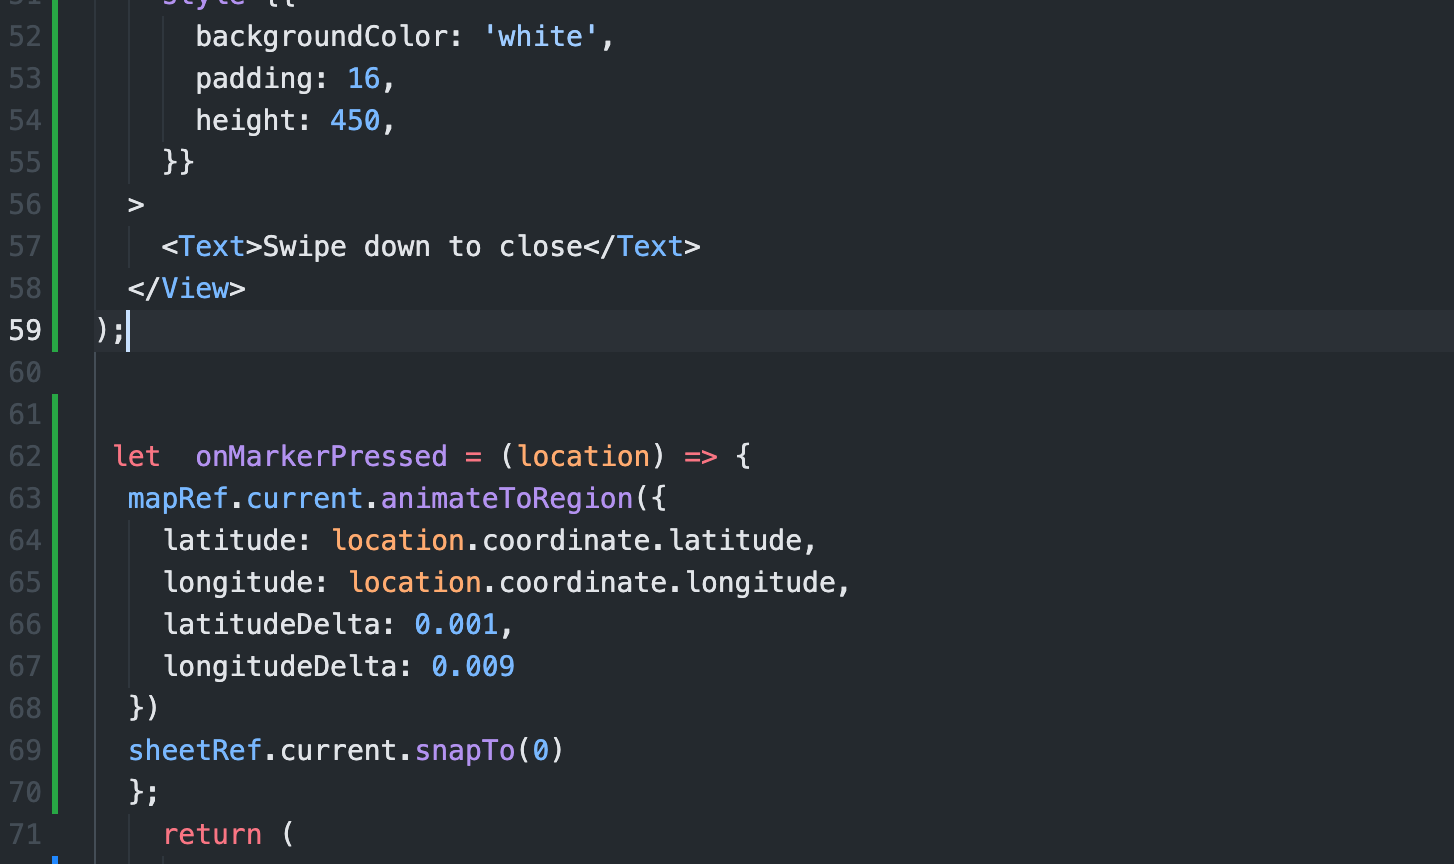 51 style {{
52 backgroundColor: 'white',
53 padding: 16,
54 height: 450,
55 }}
56 >
57 <Text>Swipe down to close</Text>
58 </View>
59 );
60
61
62 let  onMarkerPressed = (location) => {
63 mapRef.current.animateToRegion({
64 latitude: location.coordinate.latitude,
65 longitude: location.coordinate.longitude,
66 latitudeDelta: 0.001,
67 longitudeDelta: 0.009
68 })
69 sheetRef.current.snapTo(0)
70 };
71 return (